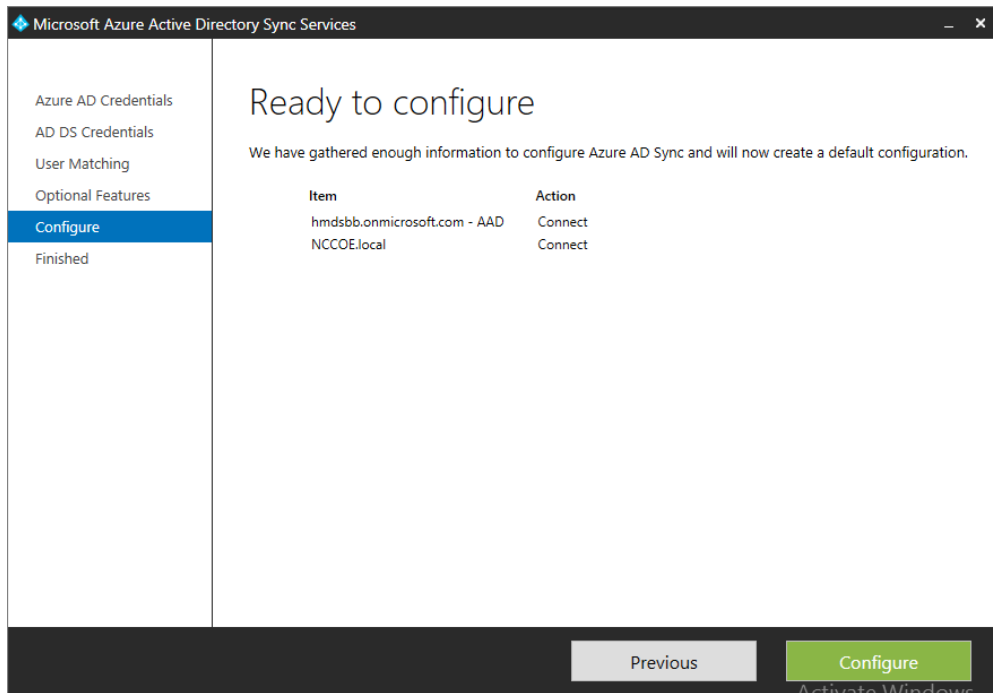 Microsoft Azure Active Directory Sync Services
Azure AD Credentials
AD DS Credentials
User Matching
Optional Features
Configure
Finished
Ready to configure
We have gathered enough information to configure Azure AD Sync and will now create a default configuration.
Item Action
hmdsbb.onmicrosoft.com - AAD Connect
NCCOE.local Connect
Previous Configure
Activate Windows